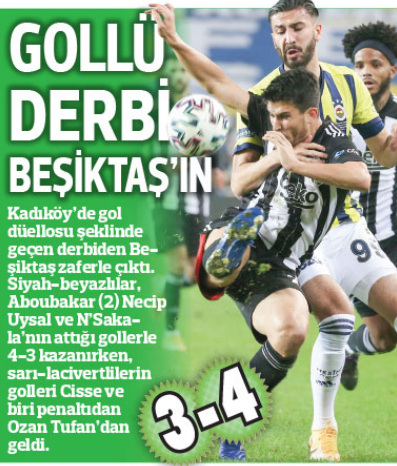 GOLLÜ
DERBİ
BEŞİKTAŞ'IN
Kadıköy'de gol
düellosu şeklinde
geçen derbiden Be-
şiktaş zaferle çıktı.
Siyah-beyazlılar,
Aboubakar (2) Necip
Uysal ve N'Saka-
la'nın attığı gollerle
4-3 kazanırken,
sarı-lacivertlilerin
golleri Cisse ve
biri penaltıdan
Ozan Tufan'dan
geldi.
3-4